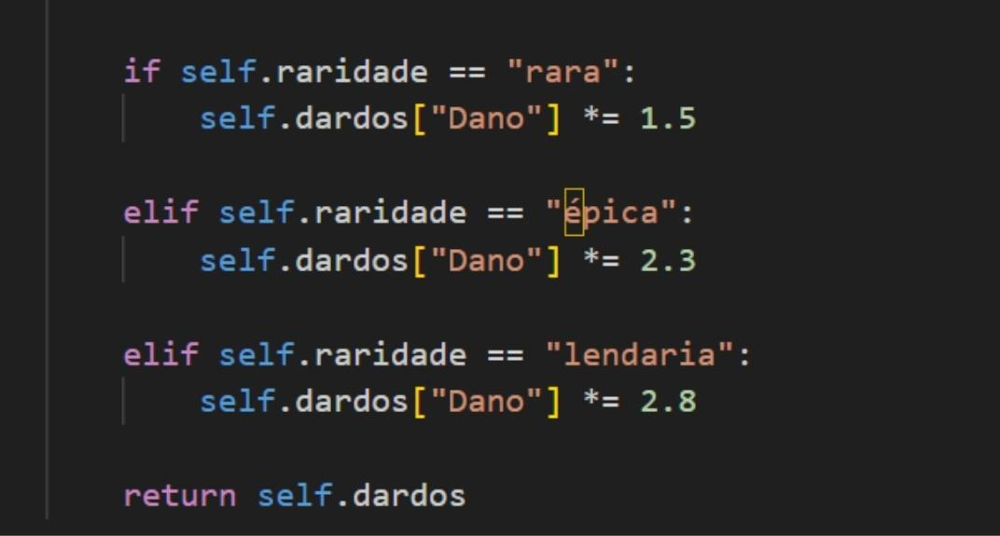 if self.raridade == "rara":
self.dardos["Dano"] *= 1.5
elif self.raridade == "épica":
self.dardos["Dano"] *= 2.3
elif self.raridade == "lendaria":
self.dardos["Dano"] *= 2.8
return self.dardos